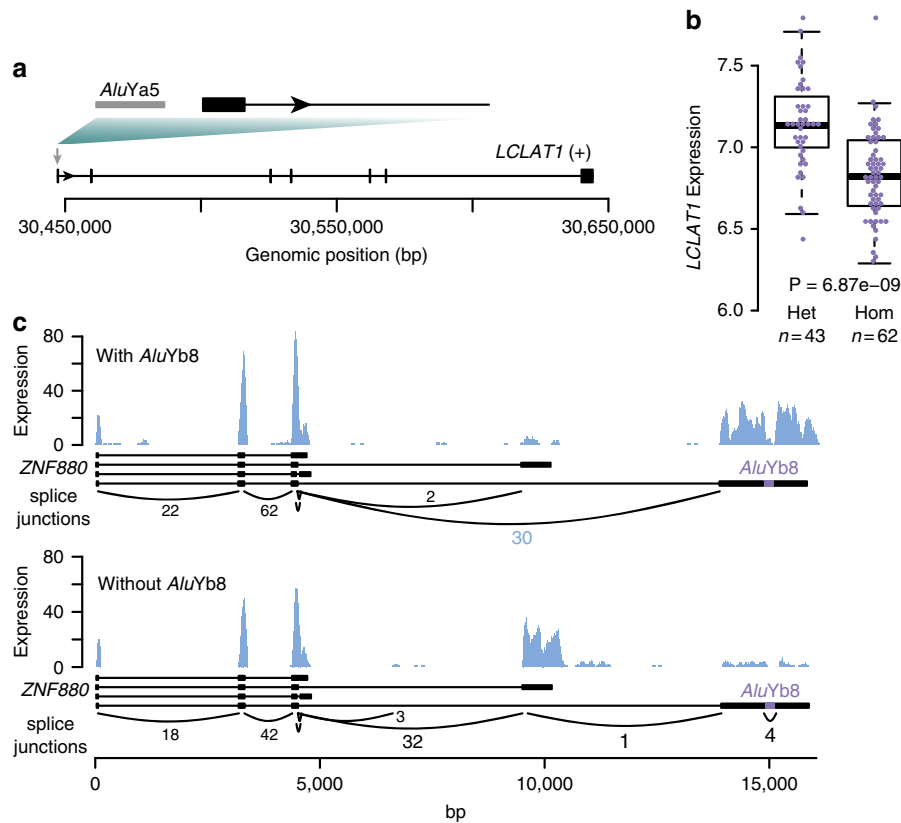 a
AluYa5
LCLAT1 (+)
30,450,000
30,550,000
30,650,000
Genomic position (bp)
b
LCLAT1 Expression
7.5
7.0
6.5
6.0
P = 6.87e−09
Het
Hom
n=43
n=62
c
Expression
80
40
0
With AluYb8
ZNF880
AluYb8
splice
junctions
22
62
2
30
Expression
80
40
0
Without AluYb8
ZNF880
AluYb8
splice
junctions
18
42
3
32
1
4
0
5,000
10,000
15,000
bp